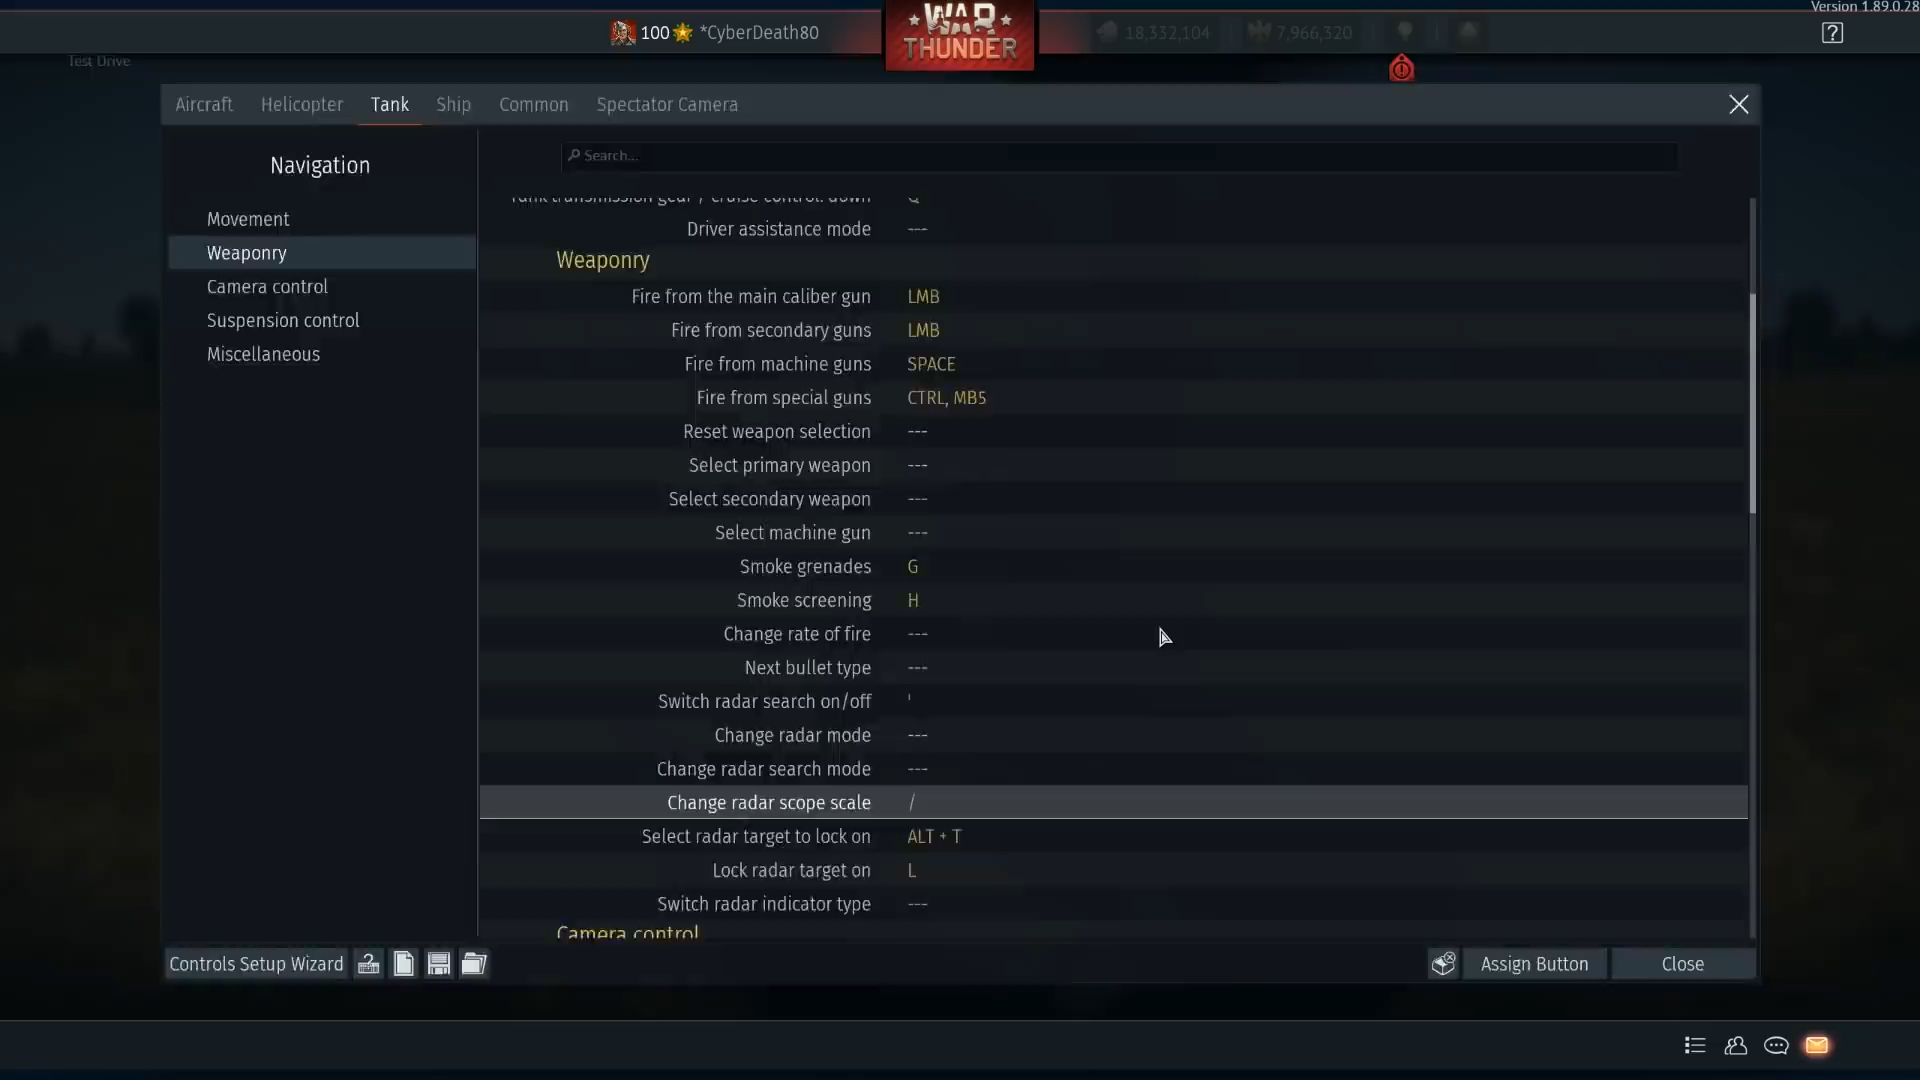 Version 1.89.0.28
100 *CyberDeath80
WAR
THUNDER
18,332,104
7,966,320
?
Test Drive
Aircraft Helicopter Tank Ship Common Spectator Camera
Navigation
Movement
Weaponry
Camera control
Suspension control
Miscellaneous
Search...
Tank transmission gear / cruise control: down Q
Driver assistance mode ---
Weaponry
Fire from the main caliber gun LMB
Fire from secondary guns LMB
Fire from machine guns SPACE
Fire from special guns CTRL, MB5
Reset weapon selection ---
Select primary weapon ---
Select secondary weapon ---
Select machine gun ---
Smoke grenades G
Smoke screening H
Change rate of fire ---
Next bullet type ---
Switch radar search on/off '
Change radar mode ---
Change radar search mode ---
Change radar scope scale /
Select radar target to lock on ALT + T
Lock radar target on L
Switch radar indicator type ---
Camera control
Controls Setup Wizard
Assign Button
Close